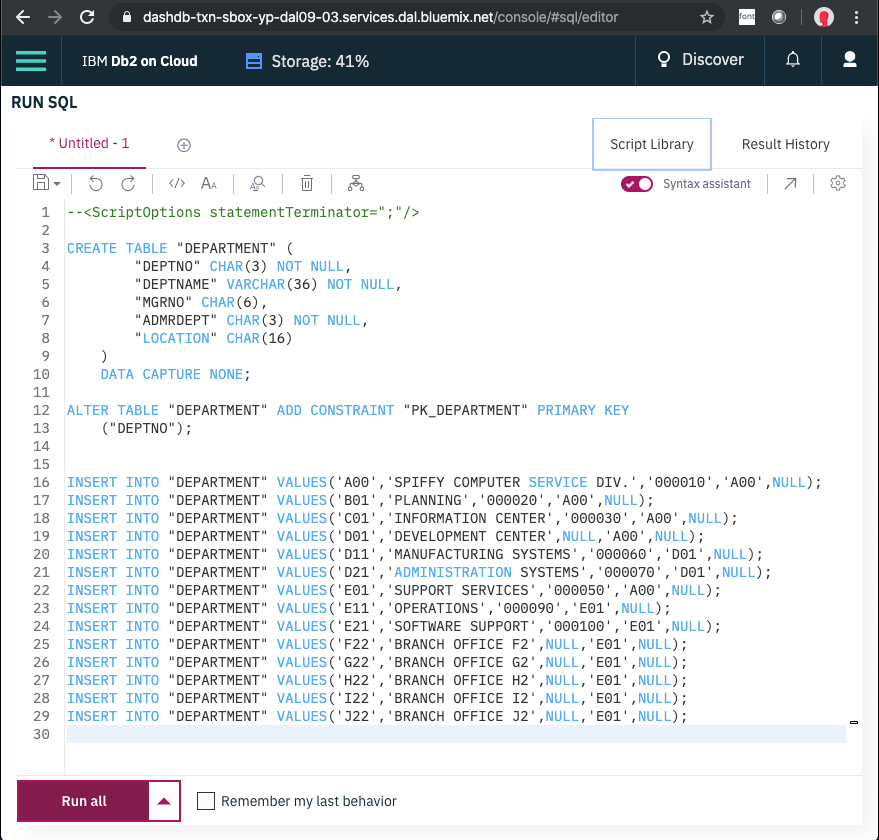 dashdb-txn-sbox-yp-dal09-03.services.dal.bluemix.net/console/#sql/editor
font
IBM Db2 on Cloud
Storage: 41%
Discover
RUN SQL
* Untitled - 1
Script Library
Result History
Syntax assistant
1 --<ScriptOptions statementTerminator=";"/>
2
3 CREATE TABLE "DEPARTMENT" (
4         "DEPTNO" CHAR(3) NOT NULL,
5         "DEPTNAME" VARCHAR(36) NOT NULL,
6         "MGRNO" CHAR(6),
7         "ADMRDEPT" CHAR(3) NOT NULL,
8         "LOCATION" CHAR(16)
9     )
10     DATA CAPTURE NONE;
11
12 ALTER TABLE "DEPARTMENT" ADD CONSTRAINT "PK_DEPARTMENT" PRIMARY KEY
13     ("DEPTNO");
14
15
16 INSERT INTO "DEPARTMENT" VALUES('A00','SPIFFY COMPUTER SERVICE DIV.','000010','A00',NULL);
17 INSERT INTO "DEPARTMENT" VALUES('B01','PLANNING','000020','A00',NULL);
18 INSERT INTO "DEPARTMENT" VALUES('C01','INFORMATION CENTER','000030','A00',NULL);
19 INSERT INTO "DEPARTMENT" VALUES('D01','DEVELOPMENT CENTER',NULL,'A00',NULL);
20 INSERT INTO "DEPARTMENT" VALUES('D11','MANUFACTURING SYSTEMS','000060','D01',NULL);
21 INSERT INTO "DEPARTMENT" VALUES('D21','ADMINISTRATION SYSTEMS','000070','D01',NULL);
22 INSERT INTO "DEPARTMENT" VALUES('E01','SUPPORT SERVICES','000050','A00',NULL);
23 INSERT INTO "DEPARTMENT" VALUES('E11','OPERATIONS','000090','E01',NULL);
24 INSERT INTO "DEPARTMENT" VALUES('E21','SOFTWARE SUPPORT','000100','E01',NULL);
25 INSERT INTO "DEPARTMENT" VALUES('F22','BRANCH OFFICE F2',NULL,'E01',NULL);
26 INSERT INTO "DEPARTMENT" VALUES('G22','BRANCH OFFICE G2',NULL,'E01',NULL);
27 INSERT INTO "DEPARTMENT" VALUES('H22','BRANCH OFFICE H2',NULL,'E01',NULL);
28 INSERT INTO "DEPARTMENT" VALUES('I22','BRANCH OFFICE I2',NULL,'E01',NULL);
29 INSERT INTO "DEPARTMENT" VALUES('J22','BRANCH OFFICE J2',NULL,'E01',NULL);
30
Run all
Remember my last behavior